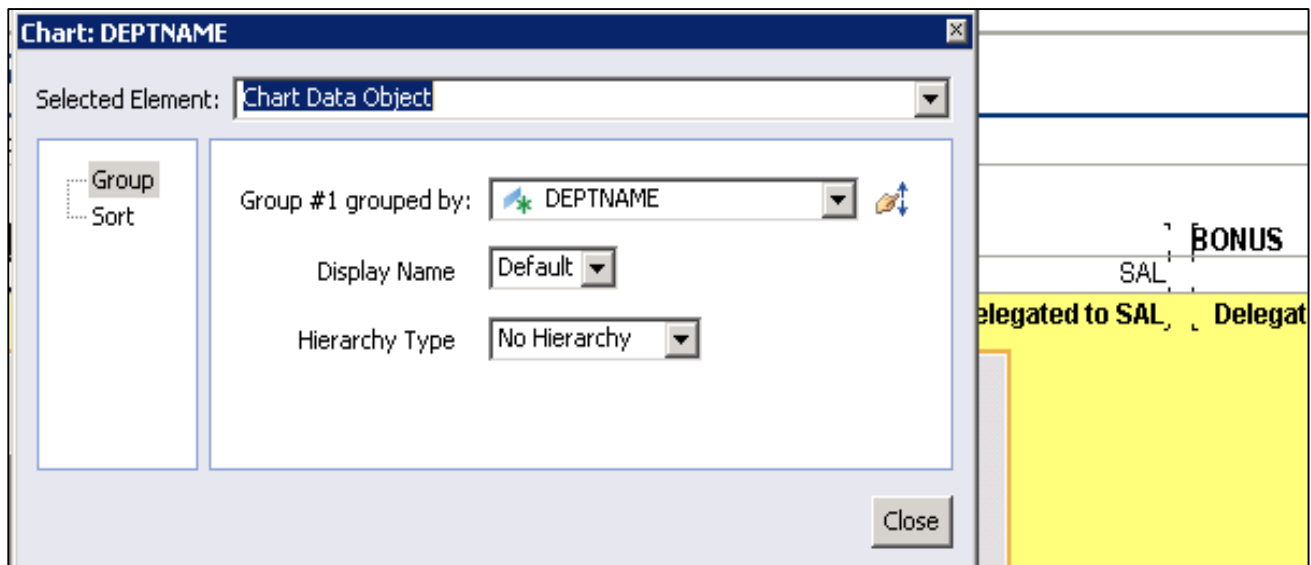 Chart: DEPTNAME
Selected Element: Chart Data Object
Group
Sort
Group #1 grouped by: DEPTNAME
Display Name Default
Hierarchy Type No Hierarchy
Close
BONUS
SAL
elegated to SAL Delegat